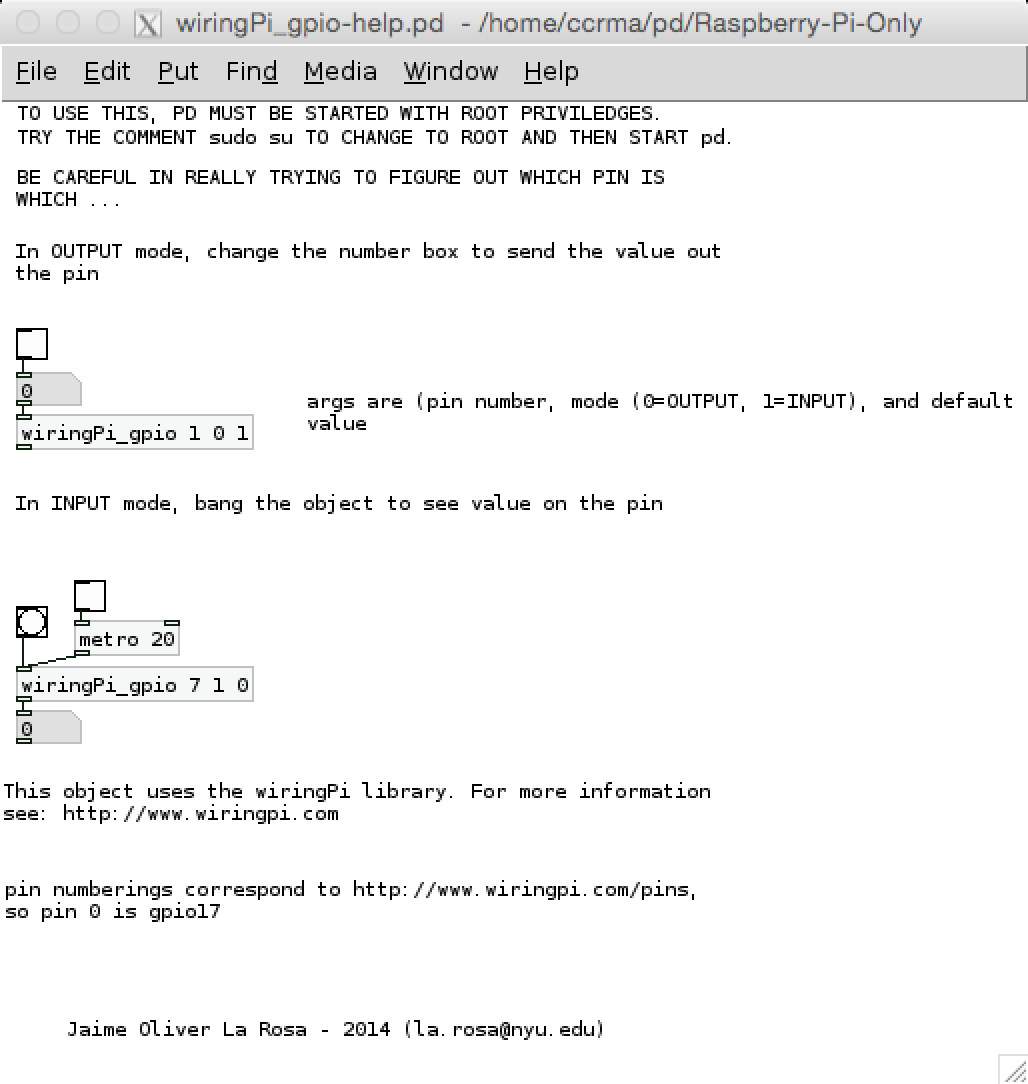 wiringPi_gpio-help.pd - /home/ccrma/pd/Raspberry-Pi-Only
File Edit Put Find Media Window Help
TO USE THIS, PD MUST BE STARTED WITH ROOT PRIVILEDGES.
TRY THE COMMENT sudo su TO CHANGE TO ROOT AND THEN START pd.
BE CAREFUL IN REALLY TRYING TO FIGURE OUT WHICH PIN IS
WHICH ...
In OUTPUT mode, change the number box to send the value out
the pin
0
wiringPi_gpio 1 0 1
args are (pin number, mode (0=OUTPUT, 1=INPUT), and default
value
In INPUT mode, bang the object to see value on the pin
metro 20
wiringPi_gpio 7 1 0
0
This object uses the wiringPi library. For more information
see: http://www.wiringpi.com
pin numberings correspond to http://www.wiringpi.com/pins,
so pin 0 is gpio17
Jaime Oliver La Rosa - 2014 (la.rosa@nyu.edu)